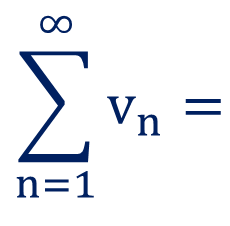 ∞
∑ vₙ =
n=1